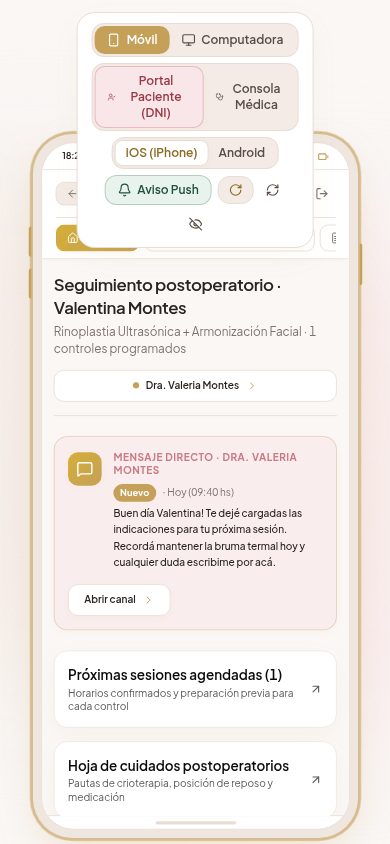 Móvil
Computadora
Portal
Paciente
(DNI)
Consola
Médica
iOS (iPhone)
Android
Aviso Push
18:2
Seguimiento postoperatorio ·
Valentina Montes
Rinoplastia Ultrasónica + Armonización Facial · 1
controles programados
Dra. Valeria Montes
MENSAJE DIRECTO · DRA. VALERIA
MONTES
Nuevo · Hoy (09:40 hs)
Buen día Valentina! Te dejé cargadas las
indicaciones para tu próxima sesión.
Recordá mantener la bruma termal hoy y
cualquier duda escribime por acá.
Abrir canal
Próximas sesiones agendadas (1)
Horarios confirmados y preparación previa para
cada control
Hoja de cuidados postoperatorios
Pautas de crioterapia, posición de reposo y
medicación